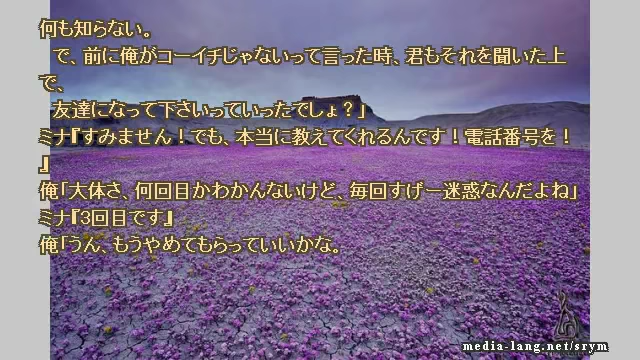 何も知らない。
　で、前に俺がコーイチじゃないって言った時、君もそれを聞いた上
で、
　友達になって下さいっていったでしょ？」
ミナ『すみません！でも、本当に教えてくれるんです！電話番号を！
』
俺「大体さ、何回目かわかんないけど、毎回すげー迷惑なんだよね」
ミナ『3回目です』
俺「うん、もうやめてもらっていいかな。
media-lang.net/srym